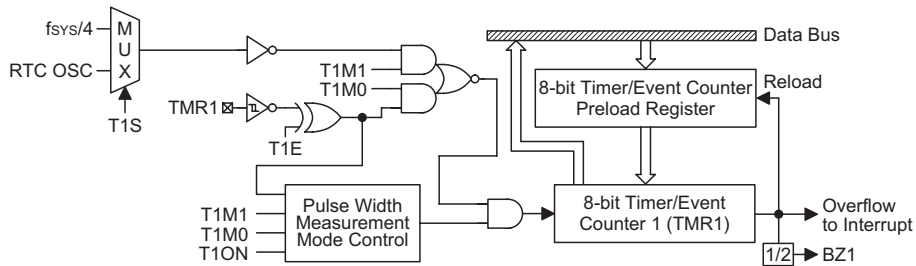 fSYS/4
RTC OSC
M
U
X
T1S
TMR1
T1E
T1M1
T1M0
T1M1
T1M0
T1ON
Pulse Width
Measurement
Mode Control
Data Bus
8-bit Timer/Event Counter
Preload Register
Reload
8-bit Timer/Event
Counter 1 (TMR1)
Overflow
to Interrupt
1/2
BZ1